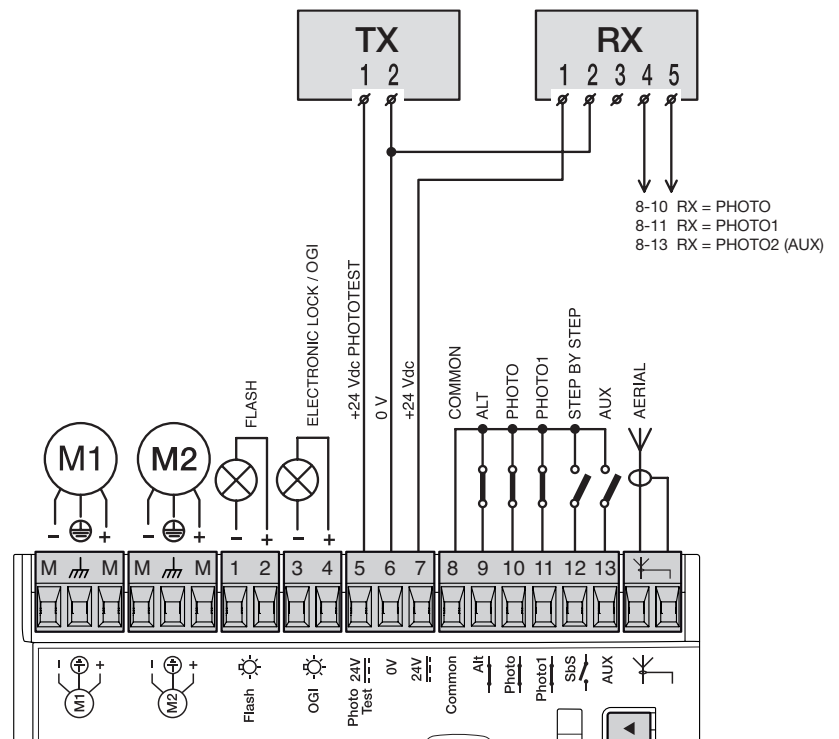 TX
1 2
RX
1 2 3 4 5
8-10 RX = PHOTO
8-11 RX = PHOTO1
8-13 RX = PHOTO2 (AUX)
FLASH
ELECTRONIC LOCK / OGI
+24 Vdc PHOTOTEST
0 V
+24 Vdc
COMMON
ALT
PHOTO
PHOTO1
STEP BY STEP
AUX
AERIAL
M1
M2
- +
- +
- +
- +
M M M M 1 2 3 4 5 6 7 8 9 10 11 12 13
- +
M1
- +
M2
Flash
OGI
Photo 24V
Test
0V
24V
Common
Alt
Photo
Photo1
SbS
AUX